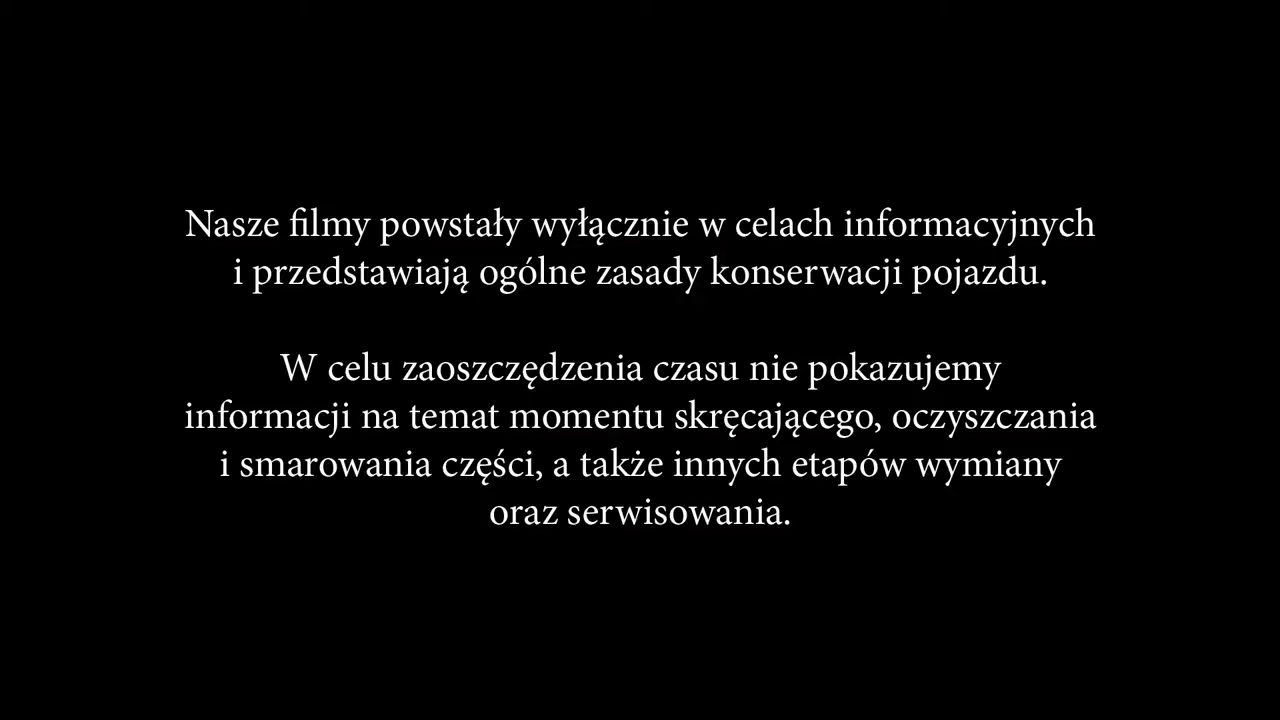 Nasze filmy powstały wyłącznie w celach informacyjnych
i przedstawiają ogólne zasady konserwacji pojazdu.
W celu zaoszczędzenia czasu nie pokazujemy
informacji na temat momentu skręcającego, oczyszczania
i smarowania części, a także innych etapów wymiany
oraz serwisowania.